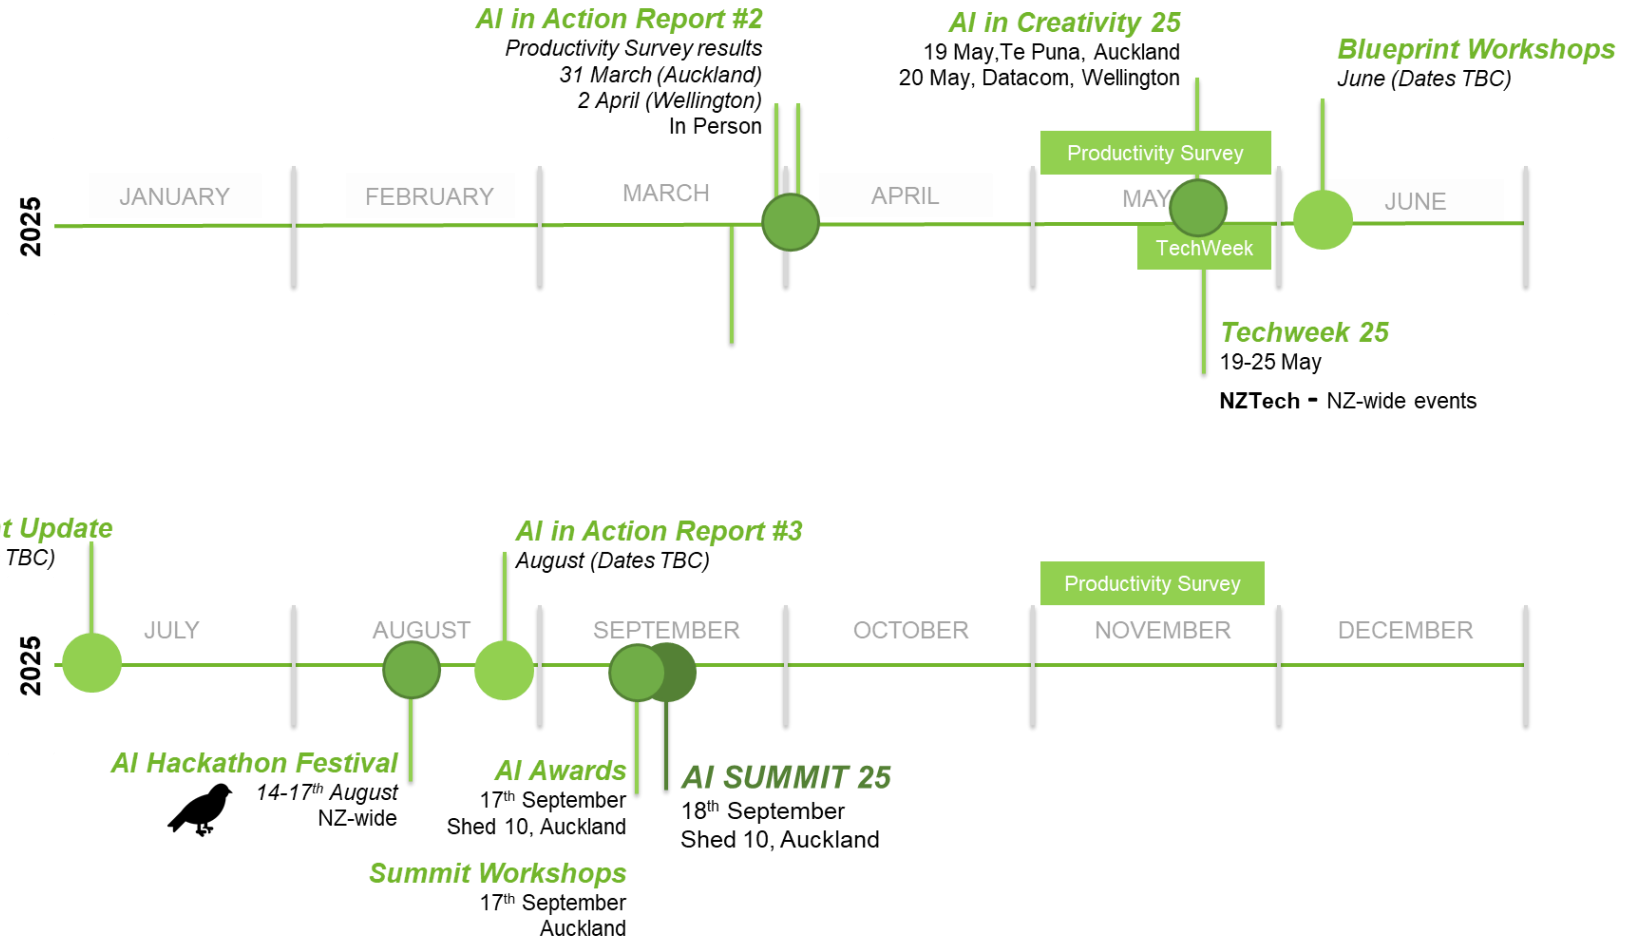 AI in Action Report #2
Productivity Survey results
31 March (Auckland)
2 April (Wellington)
In Person
AI in Creativity 25
19 May,Te Puna, Auckland
20 May, Datacom, Wellington
Blueprint Workshops
June (Dates TBC)
Productivity Survey
2025
JANUARY
FEBRUARY
MARCH
APRIL
MAY
JUNE
TechWeek
Techweek 25
19-25 May
NZTech - NZ-wide events
Update
TBC)
AI in Action Report #3
August (Dates TBC)
Productivity Survey
2025
JULY
AUGUST
SEPTEMBER
OCTOBER
NOVEMBER
DECEMBER
AI Hackathon Festival
14-17th August
NZ-wide
AI Awards
17th September
Shed 10, Auckland
AI SUMMIT 25
18th September
Shed 10, Auckland
Summit Workshops
17th September
Auckland